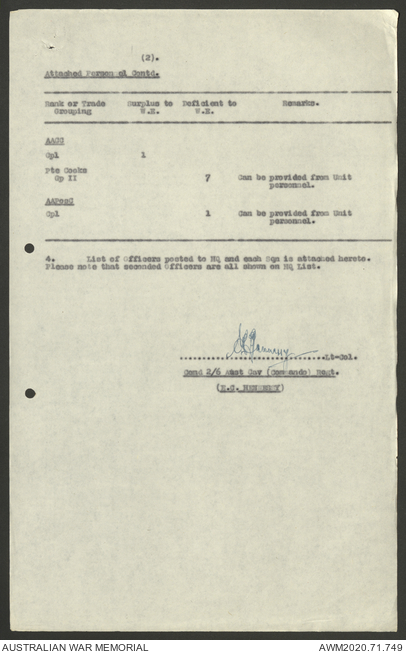 (2).
Attached Person el Contd.
Rank or Trade Surplus to Deficient to Remarks.
Grouping W.E. W.E.
AACC
Cpl 1
Pte Cooks
Gp II 7 Can be provided from Unit
personnel.
Cpl 1 Can be provided from Unit
personnel.
4. List of Officers posted to HQ and each Sqn is attached hereto.
Please note that seconded Officers are all shown on HQ List.
Lt-Col.
Comd 2/6 Aust Cav (Commando) Regt.
AUSTRALIAN WAR MEMORIAL
AWM2020.71.749